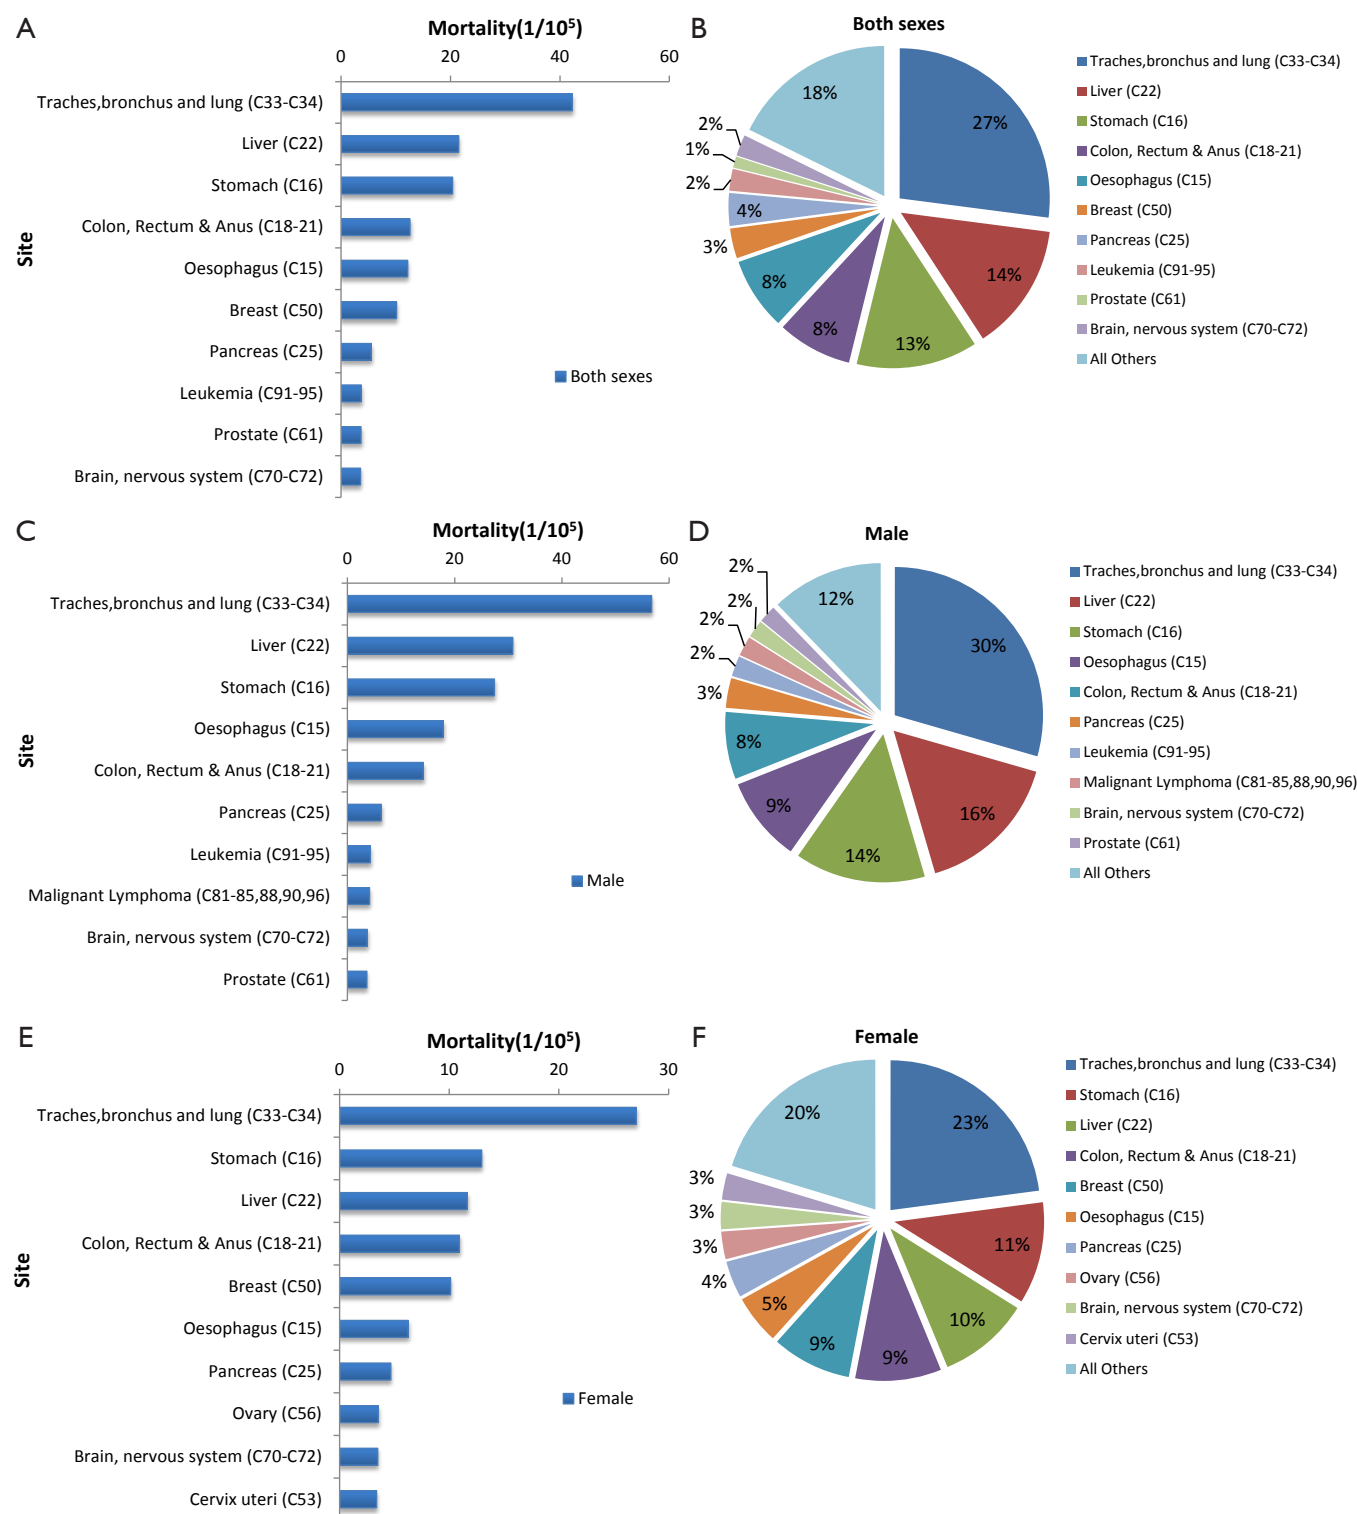 A
Mortality(1/10⁵)
0 20 40 60
Traches,bronchus and lung (C33-C34)
Liver (C22)
Stomach (C16)
Colon, Rectum & Anus (C18-21)
Oesophagus (C15)
Breast (C50)
Pancreas (C25)
Leukemia (C91-95)
Prostate (C61)
Brain, nervous system (C70-C72)
Site
Both sexes
B
Both sexes
27%
14%
13%
8%
8%
3%
4%
2%
1%
2%
18%
Traches,bronchus and lung (C33-C34)
Liver (C22)
Stomach (C16)
Colon, Rectum & Anus (C18-21)
Oesophagus (C15)
Breast (C50)
Pancreas (C25)
Leukemia (C91-95)
Prostate (C61)
Brain, nervous system (C70-C72)
All Others
C
Mortality(1/10⁵)
0 20 40 60
Traches,bronchus and lung (C33-C34)
Liver (C22)
Stomach (C16)
Oesophagus (C15)
Colon, Rectum & Anus (C18-21)
Pancreas (C25)
Leukemia (C91-95)
Malignant Lymphoma (C81-85,88,90,96)
Brain, nervous system (C70-C72)
Prostate (C61)
Site
Male
D
Male
30%
16%
14%
9%
8%
3%
2%
2%
2%
2%
12%
Traches,bronchus and lung (C33-C34)
Liver (C22)
Stomach (C16)
Oesophagus (C15)
Colon, Rectum & Anus (C18-21)
Pancreas (C25)
Leukemia (C91-95)
Malignant Lymphoma (C81-85,88,90,96)
Brain, nervous system (C70-C72)
Prostate (C61)
All Others
E
Mortality(1/10⁵)
0 10 20 30
Traches,bronchus and lung (C33-C34)
Stomach (C16)
Liver (C22)
Colon, Rectum & Anus (C18-21)
Breast (C50)
Oesophagus (C15)
Pancreas (C25)
Ovary (C56)
Brain, nervous system (C70-C72)
Cervix uteri (C53)
Site
Female
F
Female
23%
11%
10%
9%
9%
5%
4%
3%
3%
3%
20%
Traches,bronchus and lung (C33-C34)
Stomach (C16)
Liver (C22)
Colon, Rectum & Anus (C18-21)
Breast (C50)
Oesophagus (C15)
Pancreas (C25)
Ovary (C56)
Brain, nervous system (C70-C72)
Cervix uteri (C53)
All Others